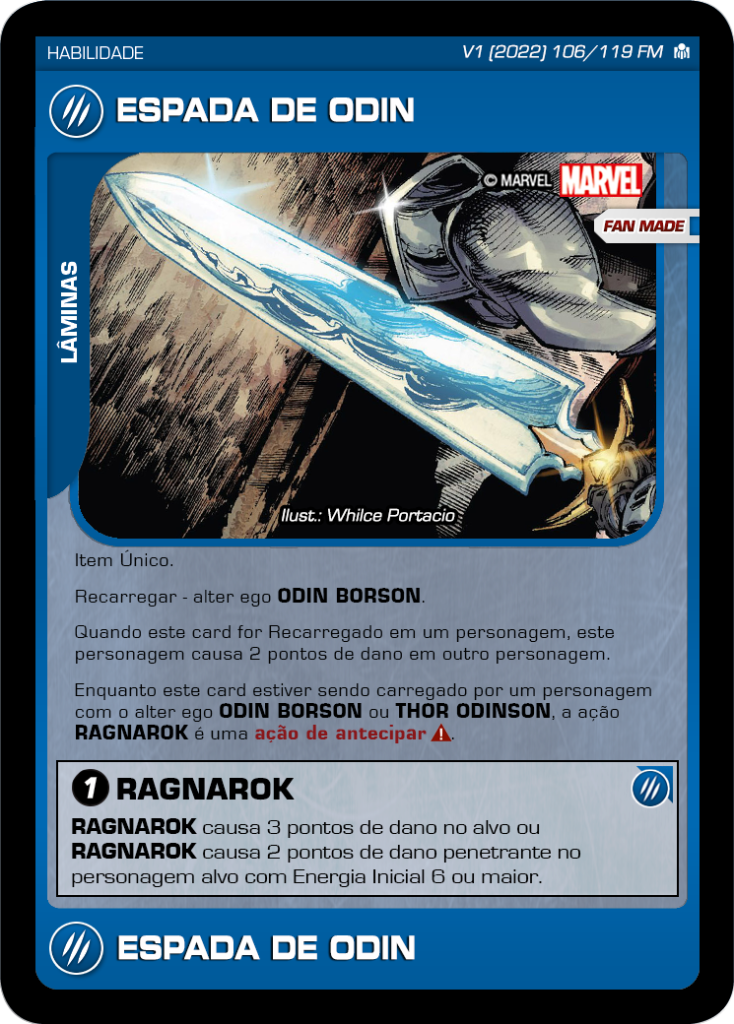 HABILIDADE
V1 (2022) 106/119 FM
ESPADA DE ODIN
© MARVEL MARVEL
FAN MADE
LÂMINAS
Ilust.: Whilce Portacio
Item Único.
Recarregar - alter ego ODIN BORSON.
Quando este card for Recarregado em um personagem, este
personagem causa 2 pontos de dano em outro personagem.
Enquanto este card estiver sendo carregado por um personagem
com o alter ego ODIN BORSON ou THOR ODINSON, a ação
RAGNAROK é uma ação de antecipar.
1 RAGNAROK
RAGNAROK causa 3 pontos de dano no alvo ou
RAGNAROK causa 2 pontos de dano penetrante no
personagem alvo com Energia Inicial 6 ou maior.
ESPADA DE ODIN